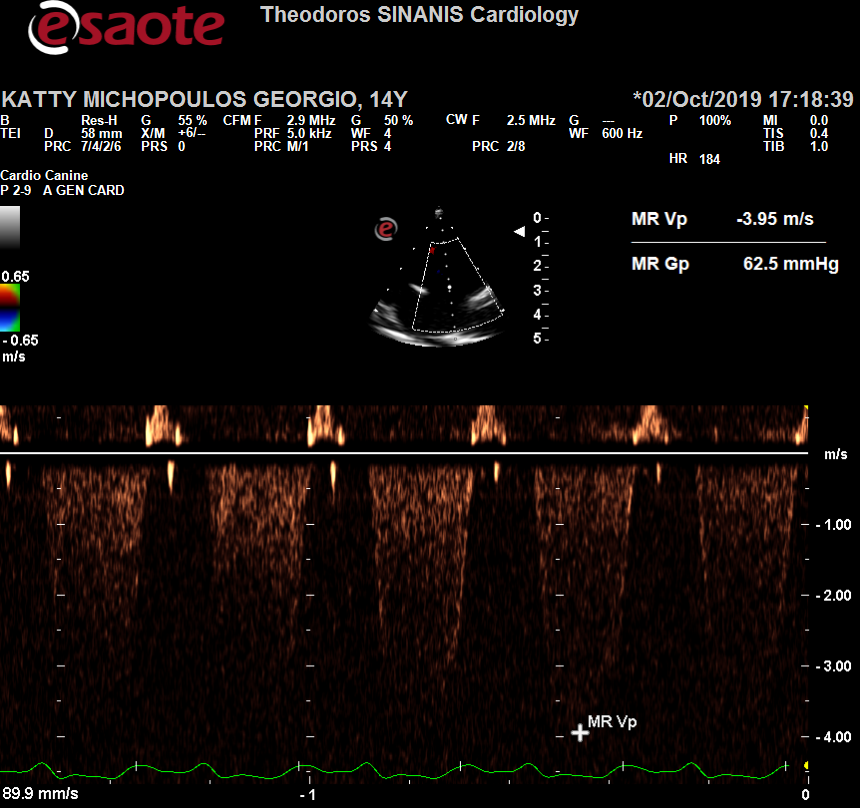 esaote
Theodoros SINANIS Cardiology
KATTY MICHOPOULOS GEORGIO, 14Y *02/Oct/2019 17:18:39
B Res-H G 55 % CFM F 2.9 MHz G 50 % CW F 2.5 MHz G --- P 100% MI 0.0
TEI D 58 mm X/M +6/-- PRF 5.0 kHz WF 4 WF 600 Hz TIS 0.4
PRC 7/4/2/6 PRS 0 PRC M/1 PRS 4 PRC 2/8 TIB 1.0
HR 184
Cardio Canine
P 2-9 A GEN CARD
e
0.65
-0.65
m/s
0
1
2
3
4
5
MR Vp -3.95 m/s
MR Gp 62.5 mmHg
m/s
-1.00
-2.00
-3.00
MR Vp
-4.00
89.9 mm/s -1 0